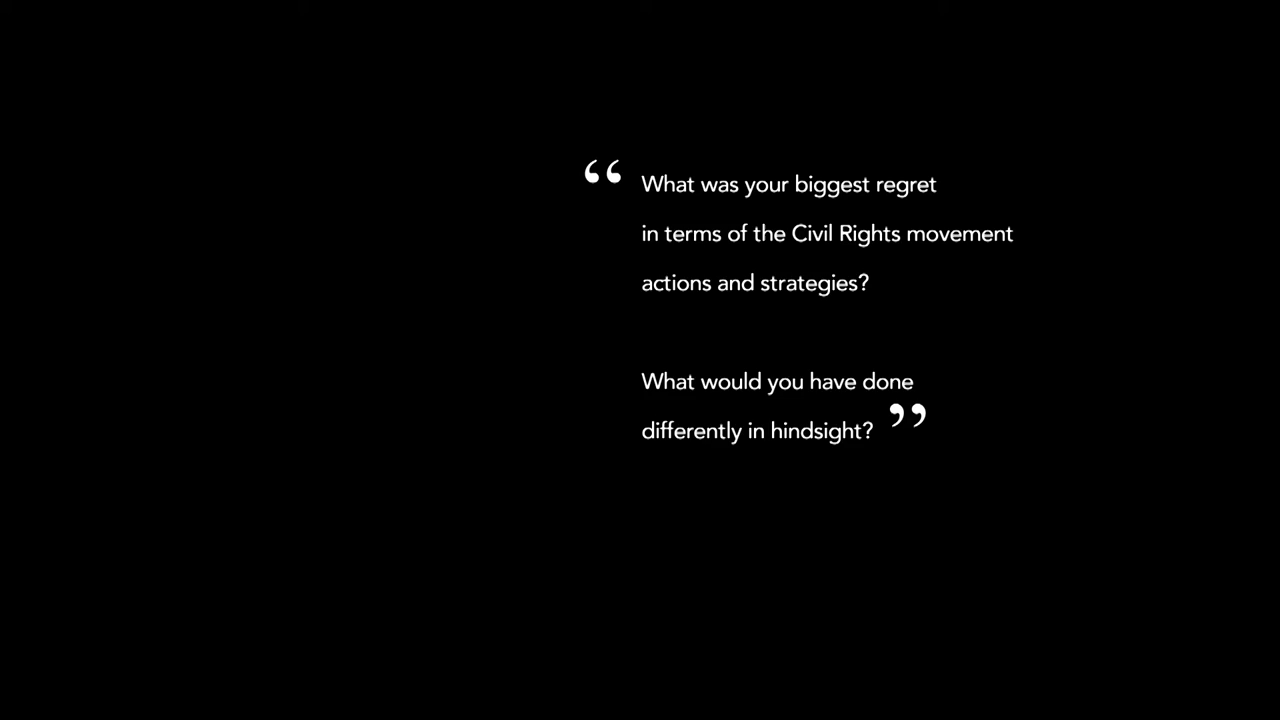 “ What was your biggest regret
in terms of the Civil Rights movement
actions and strategies?
What would you have done
differently in hindsight? ”